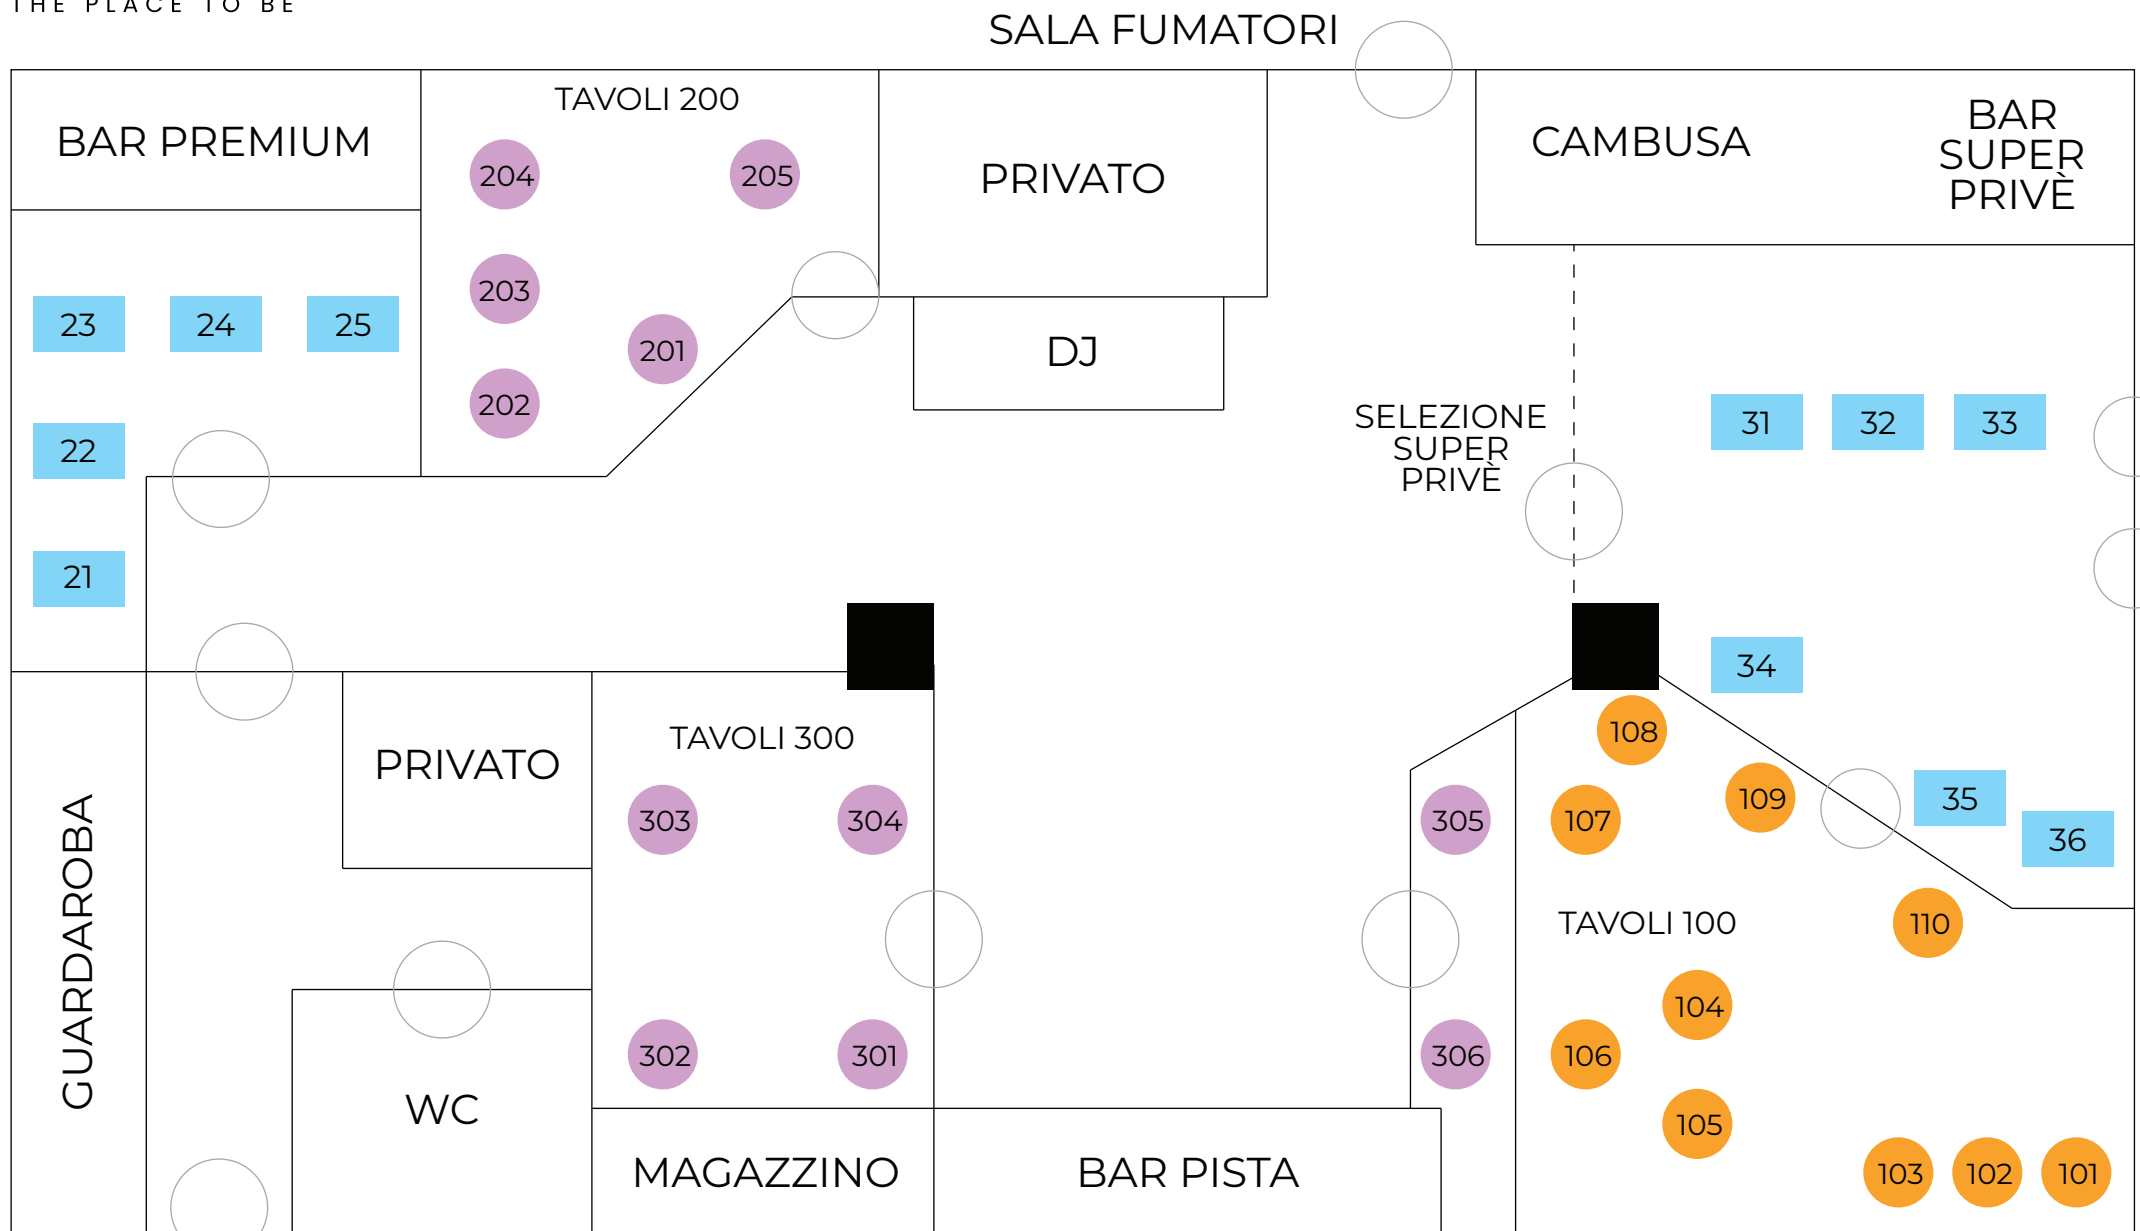 THE PLACE TO BE
SALA FUMATORI
BAR PREMIUM
TAVOLI 200
204
205
203
201
202
PRIVATO
DJ
CAMBUSA
BAR
SUPER
PRIVÈ
23
24
25
22
21
SELEZIONE
SUPER
PRIVÈ
31
32
33
34
35
36
GUARDAROBA
PRIVATO
WC
TAVOLI 300
303
304
302
301
MAGAZZINO
BAR PISTA
305
306
108
107
109
TAVOLI 100
110
104
106
105
103
102
101